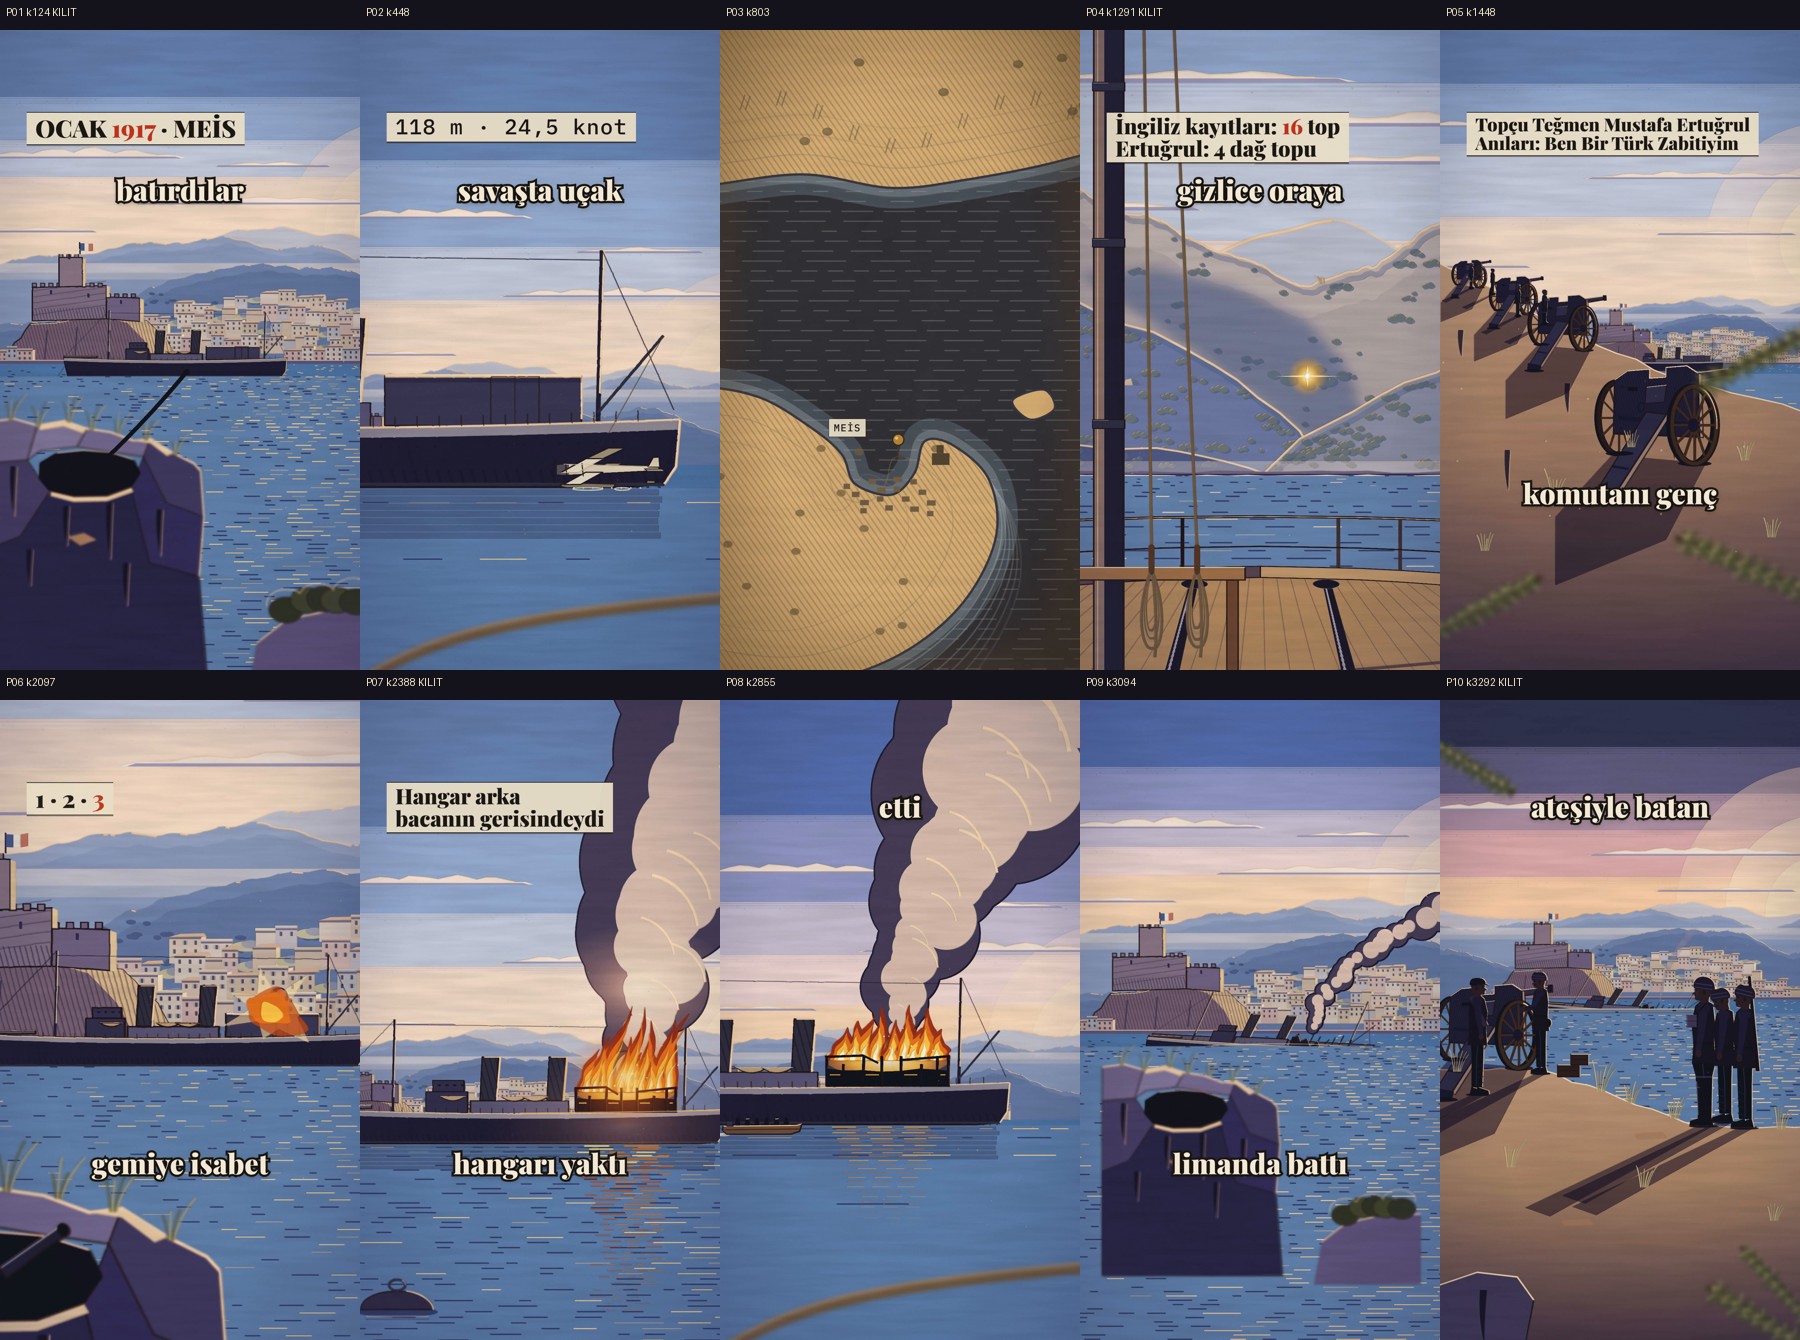 P01 k124 KILIT
OCAK 1917 · MEİS
batırdılar
P02 k448
118 m · 24,5 knot
savaşta uçak
P03 k803
MEİS
P04 k1291 KILIT
İngiliz kayıtları: 16 top
Ertuğrul: 4 dağ topu
gizlice oraya
P05 k1448
Topçu Teğmen Mustafa Ertuğrul
Anıları: Ben Bir Türk Zabitiyim
komutanı genç
P06 k2097
1 · 2 · 3
gemiye isabet
P07 k2388 KILIT
Hangar arka
bacanın gerisindeydi
hangarı yaktı
P08 k2855
etti
P09 k3094
limanda battı
P10 k3292 KILIT
ateşiyle batan